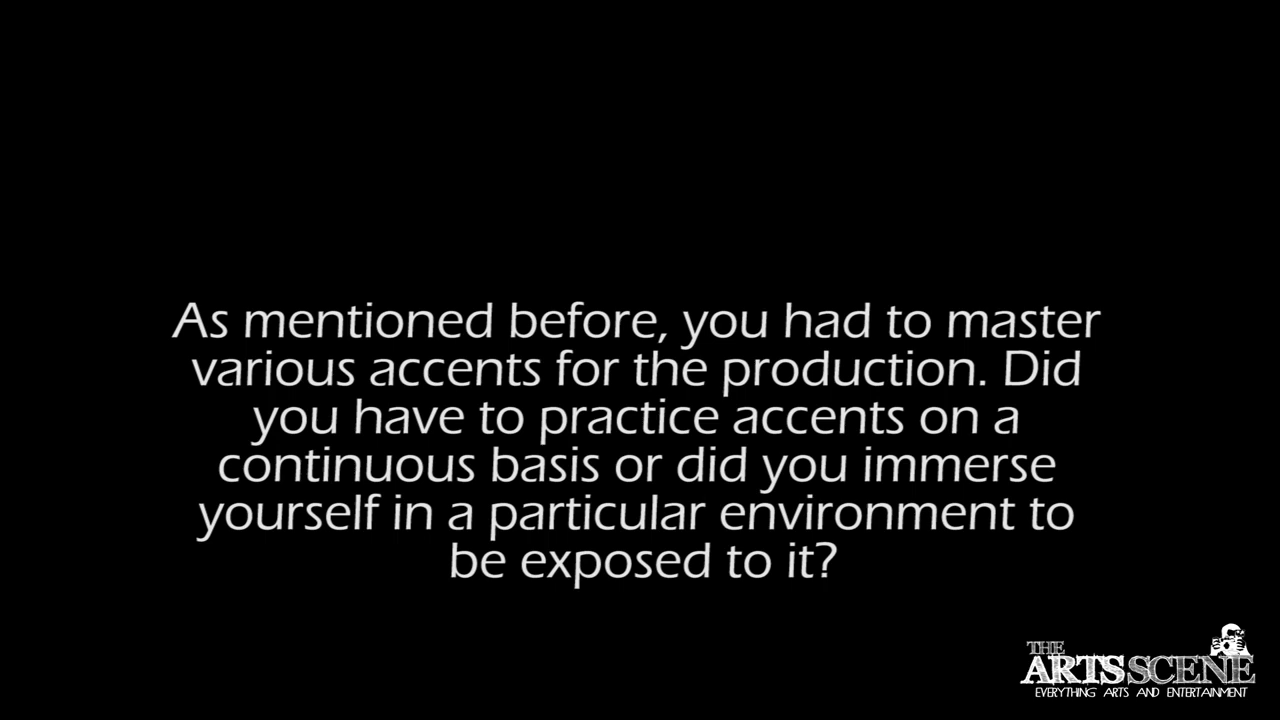 As mentioned before, you had to master
various accents for the production. Did
you have to practice accents on a
continuous basis or did you immerse
yourself in a particular environment to
be exposed to it?
THE
ARTS SCENE
EVERYTHING ARTS AND ENTERTAINMENT